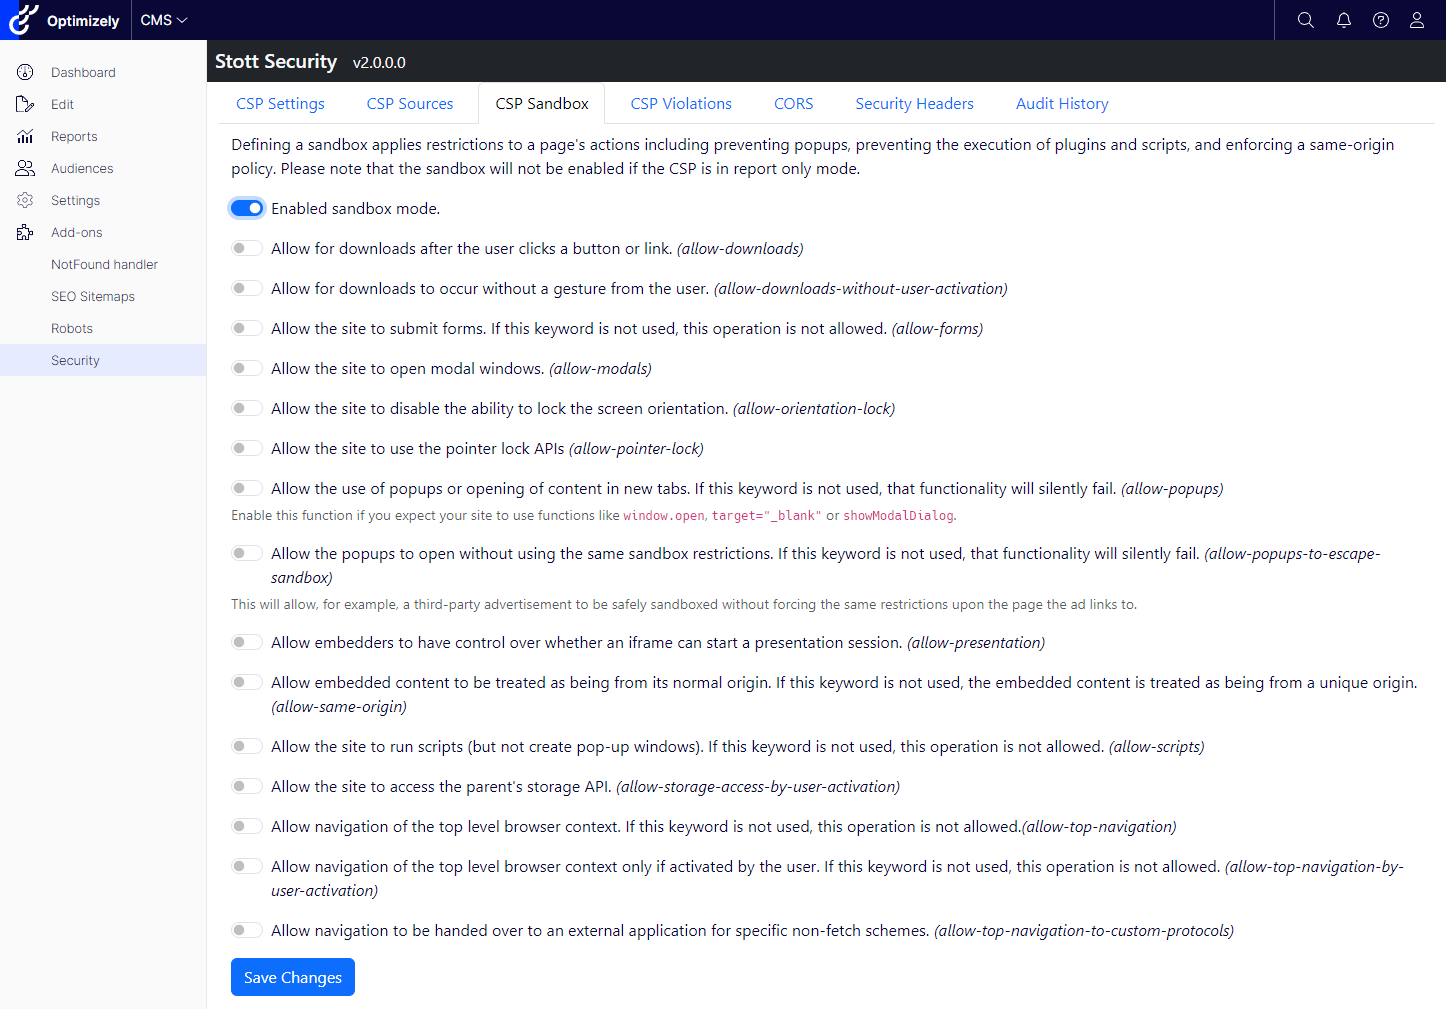 Optimizely
CMS
Stott Security v2.0.0.0
Dashboard
Edit
Reports
Audiences
Settings
Add-ons
NotFound handler
SEO Sitemaps
Robots
Security
CSP Settings
CSP Sources
CSP Sandbox
CSP Violations
CORS
Security Headers
Audit History
Defining a sandbox applies restrictions to a page's actions including preventing popups, preventing the execution of plugins and scripts, and enforcing a same-origin
policy. Please note that the sandbox will not be enabled if the CSP is in report only mode.
Enabled sandbox mode.
Allow for downloads after the user clicks a button or link. (allow-downloads)
Allow for downloads to occur without a gesture from the user. (allow-downloads-without-user-activation)
Allow the site to submit forms. If this keyword is not used, this operation is not allowed. (allow-forms)
Allow the site to open modal windows. (allow-modals)
Allow the site to disable the ability to lock the screen orientation. (allow-orientation-lock)
Allow the site to use the pointer lock APIs (allow-pointer-lock)
Allow the use of popups or opening of content in new tabs. If this keyword is not used, that functionality will silently fail. (allow-popups)
Enable this function if you expect your site to use functions like window.open, target="_blank" or showModalDialog.
Allow the popups to open without using the same sandbox restrictions. If this keyword is not used, that functionality will silently fail. (allow-popups-to-escape-
sandbox)
This will allow, for example, a third-party advertisement to be safely sandboxed without forcing the same restrictions upon the page the ad links to.
Allow embedders to have control over whether an iframe can start a presentation session. (allow-presentation)
Allow embedded content to be treated as being from its normal origin. If this keyword is not used, the embedded content is treated as being from a unique origin.
(allow-same-origin)
Allow the site to run scripts (but not create pop-up windows). If this keyword is not used, this operation is not allowed. (allow-scripts)
Allow the site to access the parent's storage API. (allow-storage-access-by-user-activation)
Allow navigation of the top level browser context. If this keyword is not used, this operation is not allowed.(allow-top-navigation)
Allow navigation of the top level browser context only if activated by the user. If this keyword is not used, this operation is not allowed. (allow-top-navigation-by-
user-activation)
Allow navigation to be handed over to an external application for specific non-fetch schemes. (allow-top-navigation-to-custom-protocols)
Save Changes